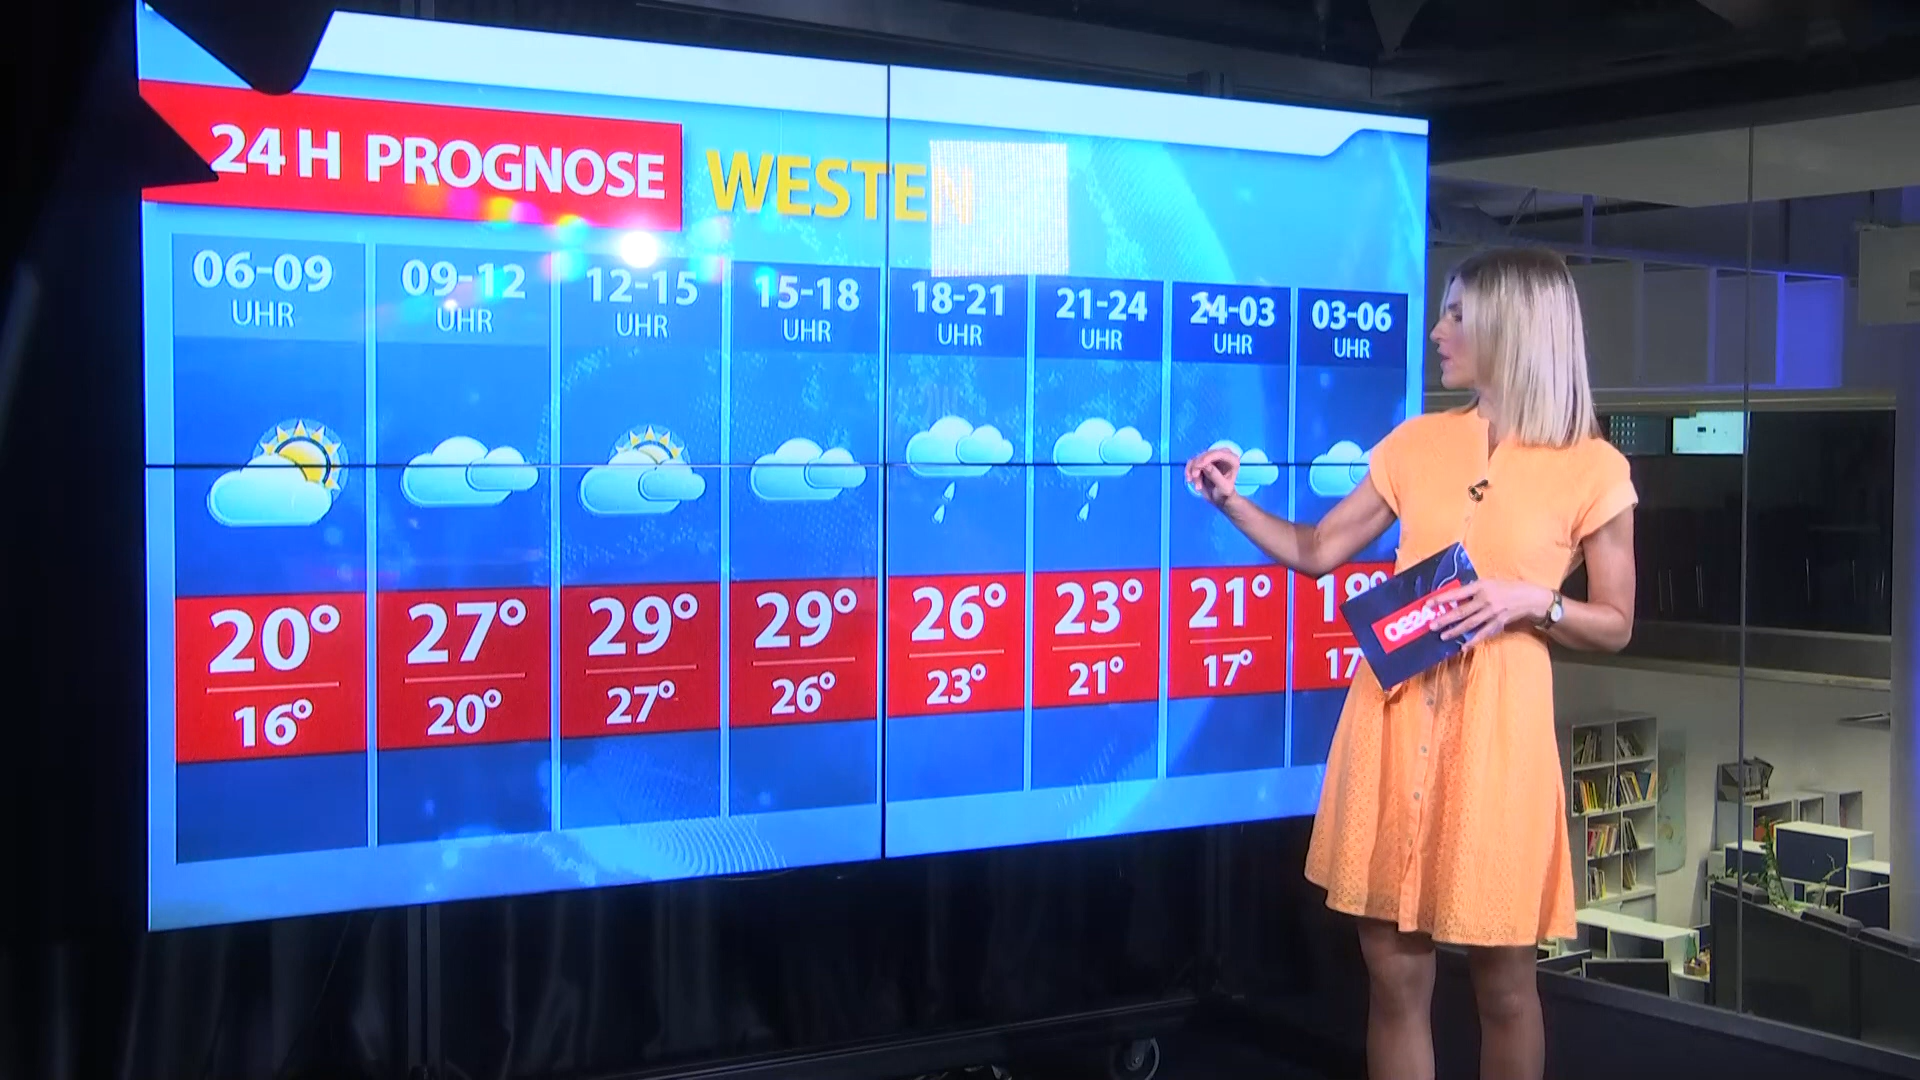 24 H PROGNOSE WESTEN
06-09 09-12 12-15 15-18 18-21 21-24 24-03 03-06
UHR UHR UHR UHR UHR UHR UHR UHR
20° 27° 29° 29° 26° 23° 21°
16° 20° 27° 26° 23° 21° 17° 17